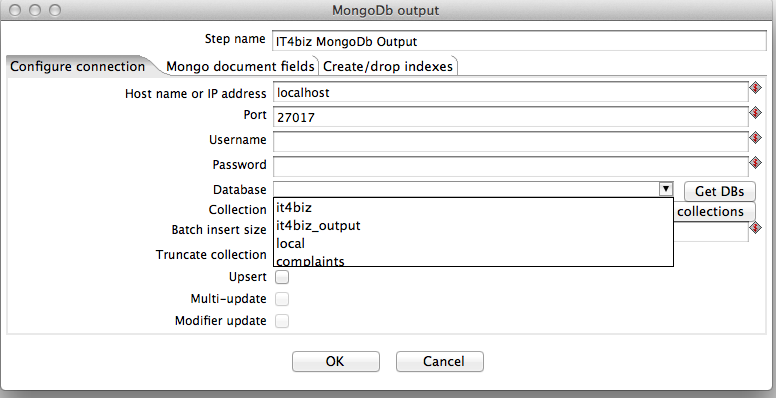 MongoDb output
Step name IT4biz MongoDb Output
Configure connection Mongo document fields Create/drop indexes
Host name or IP address localhost
Port 27017
Username
Password
Database Get DBs
Collection collections
it4biz
Batch insert size
it4biz_output
local
Truncate collection
complaints
Upsert
Multi-update
Modifier update
OK Cancel